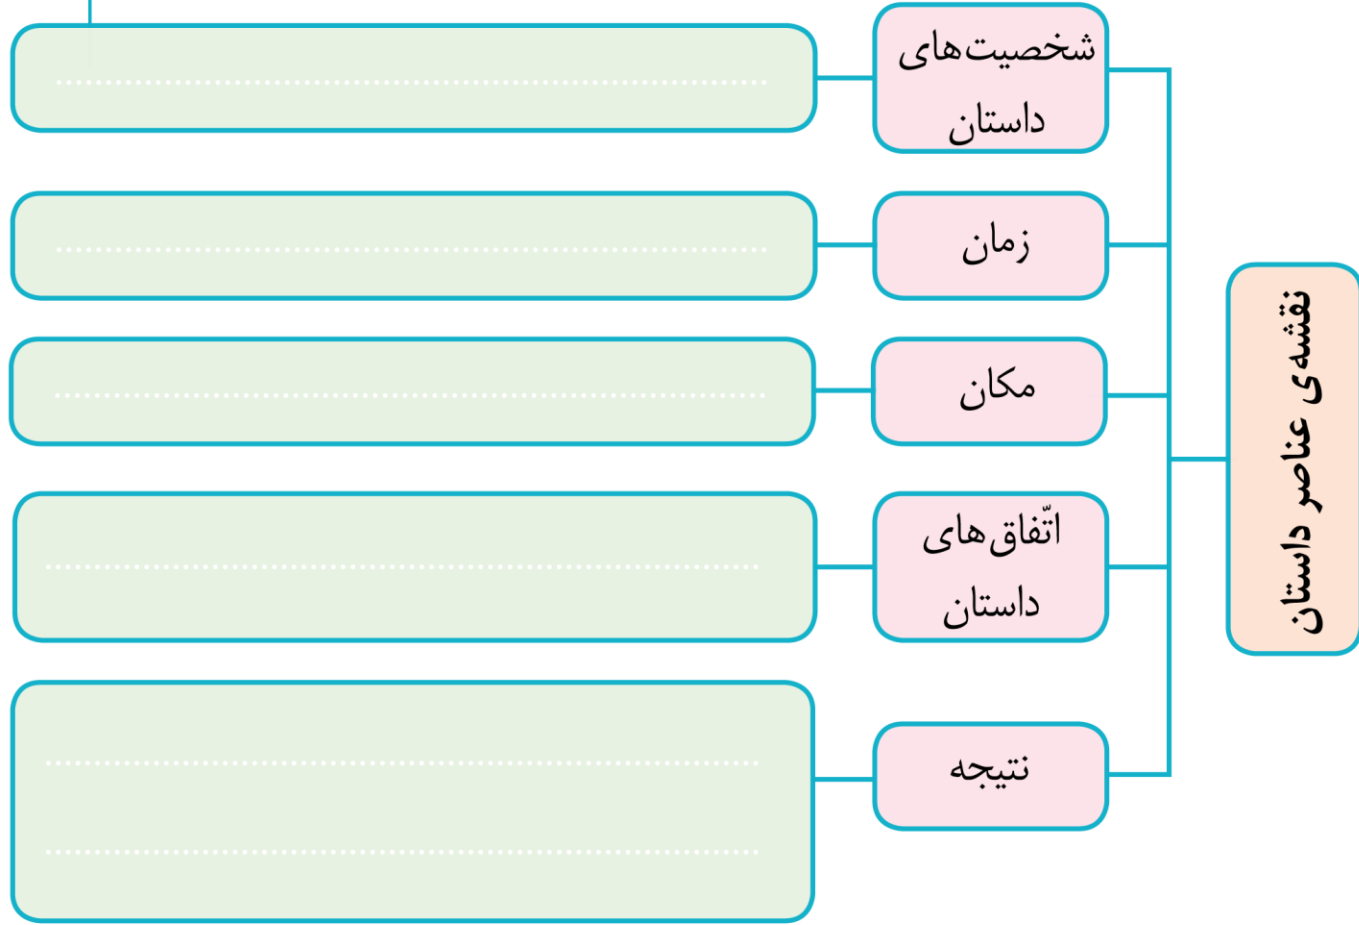 نقشه‌ی عناصر داستان
شخصیت‌های
داستان
زمان
مکان
اتّفاق‌های
داستان
نتیجه